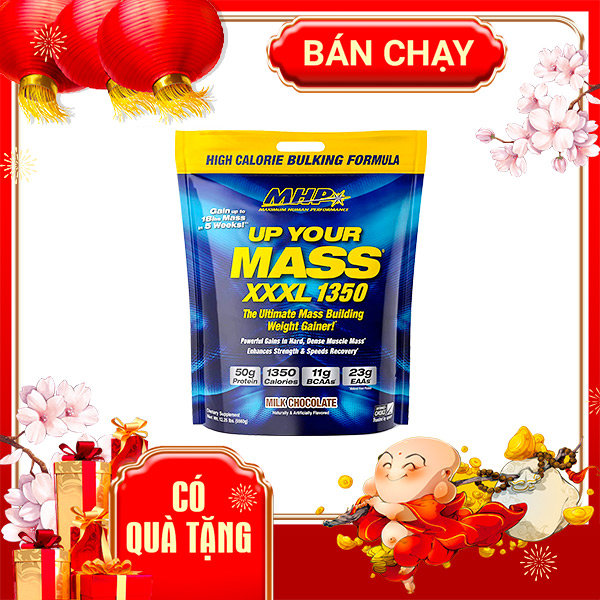 BÁN CHẠY
HIGH CALORIE BULKING FORMULA
MHP
MAXIMUM HUMAN PERFORMANCE
Gain up to
18 lbs Mass
in 5 Weeks!
UP YOUR
MASS
XXXL 1350
The Ultimate Mass Building
Weight Gainer!
Powerful Gains in Hard, Dense Muscle Mass
Enhances Strength & Speeds Recovery
50g Protein
1350 Calories
11g BCAAs
23g EAAs
MILK CHOCOLATE
Naturally & Artificially Flavored
Dietary Supplement
CÓ
QUÀ TẶNG